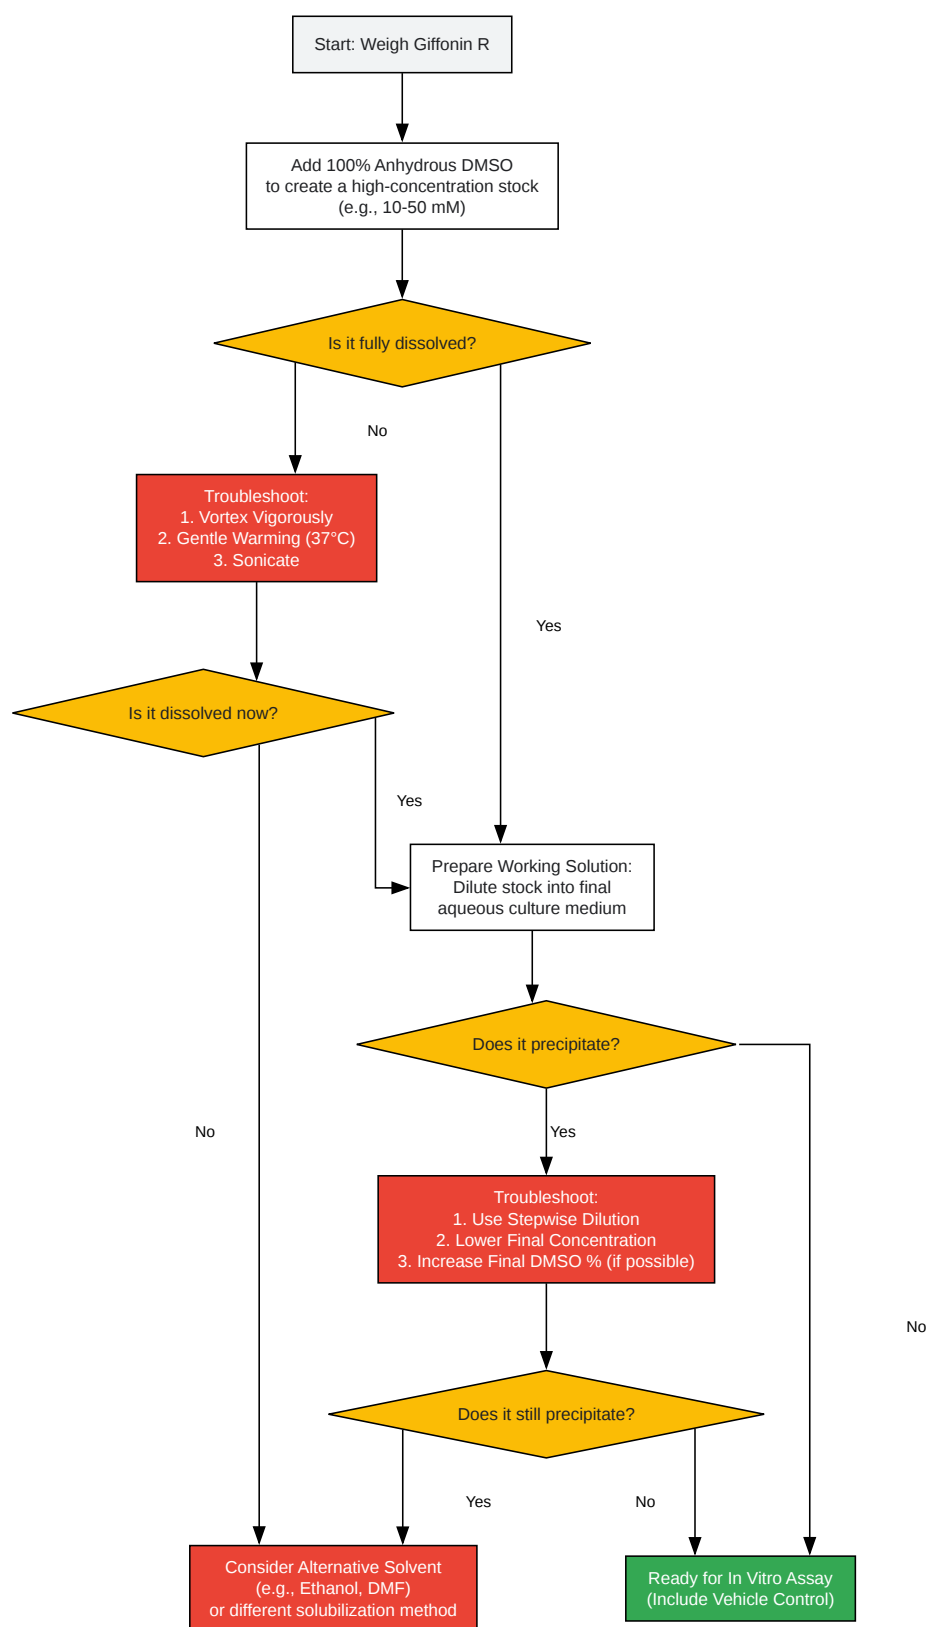 Start: Weigh Giffonin R
Add 100% Anhydrous DMSO
to create a high-concentration stock
(e.g., 10-50 mM)
Is it fully dissolved?
No
Troubleshoot:
1. Vortex Vigorously
2. Gentle Warming (37°C)
3. Sonicate
Yes
Is it dissolved now?
Yes
Prepare Working Solution:
Dilute stock into final
aqueous culture medium
Does it precipitate?
No
Yes
Troubleshoot:
1. Use Stepwise Dilution
2. Lower Final Concentration
3. Increase Final DMSO % (if possible)
No
Does it still precipitate?
Yes
No
Consider Alternative Solvent
(e.g., Ethanol, DMF)
or different solubilization method
Ready for In Vitro Assay
(Include Vehicle Control)